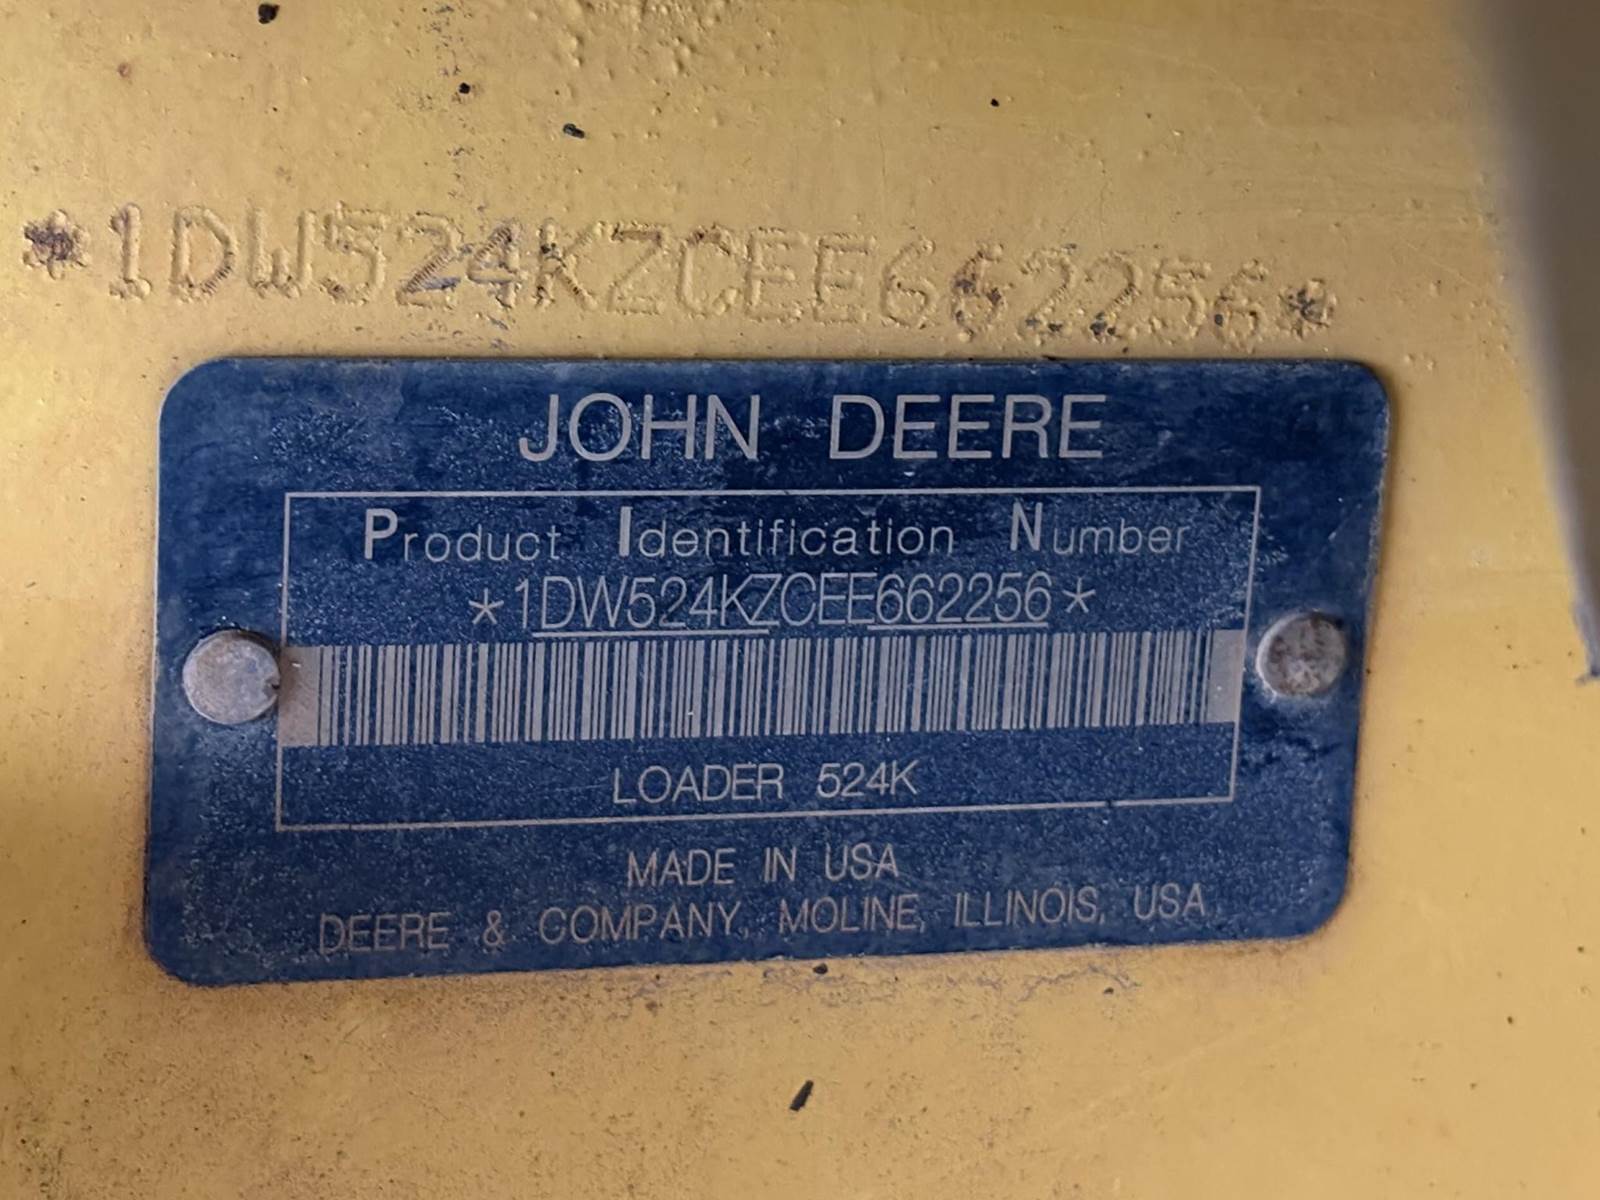 *1DW524KZCEE662256*
JOHN DEERE
Product Identification Number
*1DW524KZCEE662256*
LOADER 524K
MADE IN USA
DEERE & COMPANY, MOLINE, ILLINOIS, USA